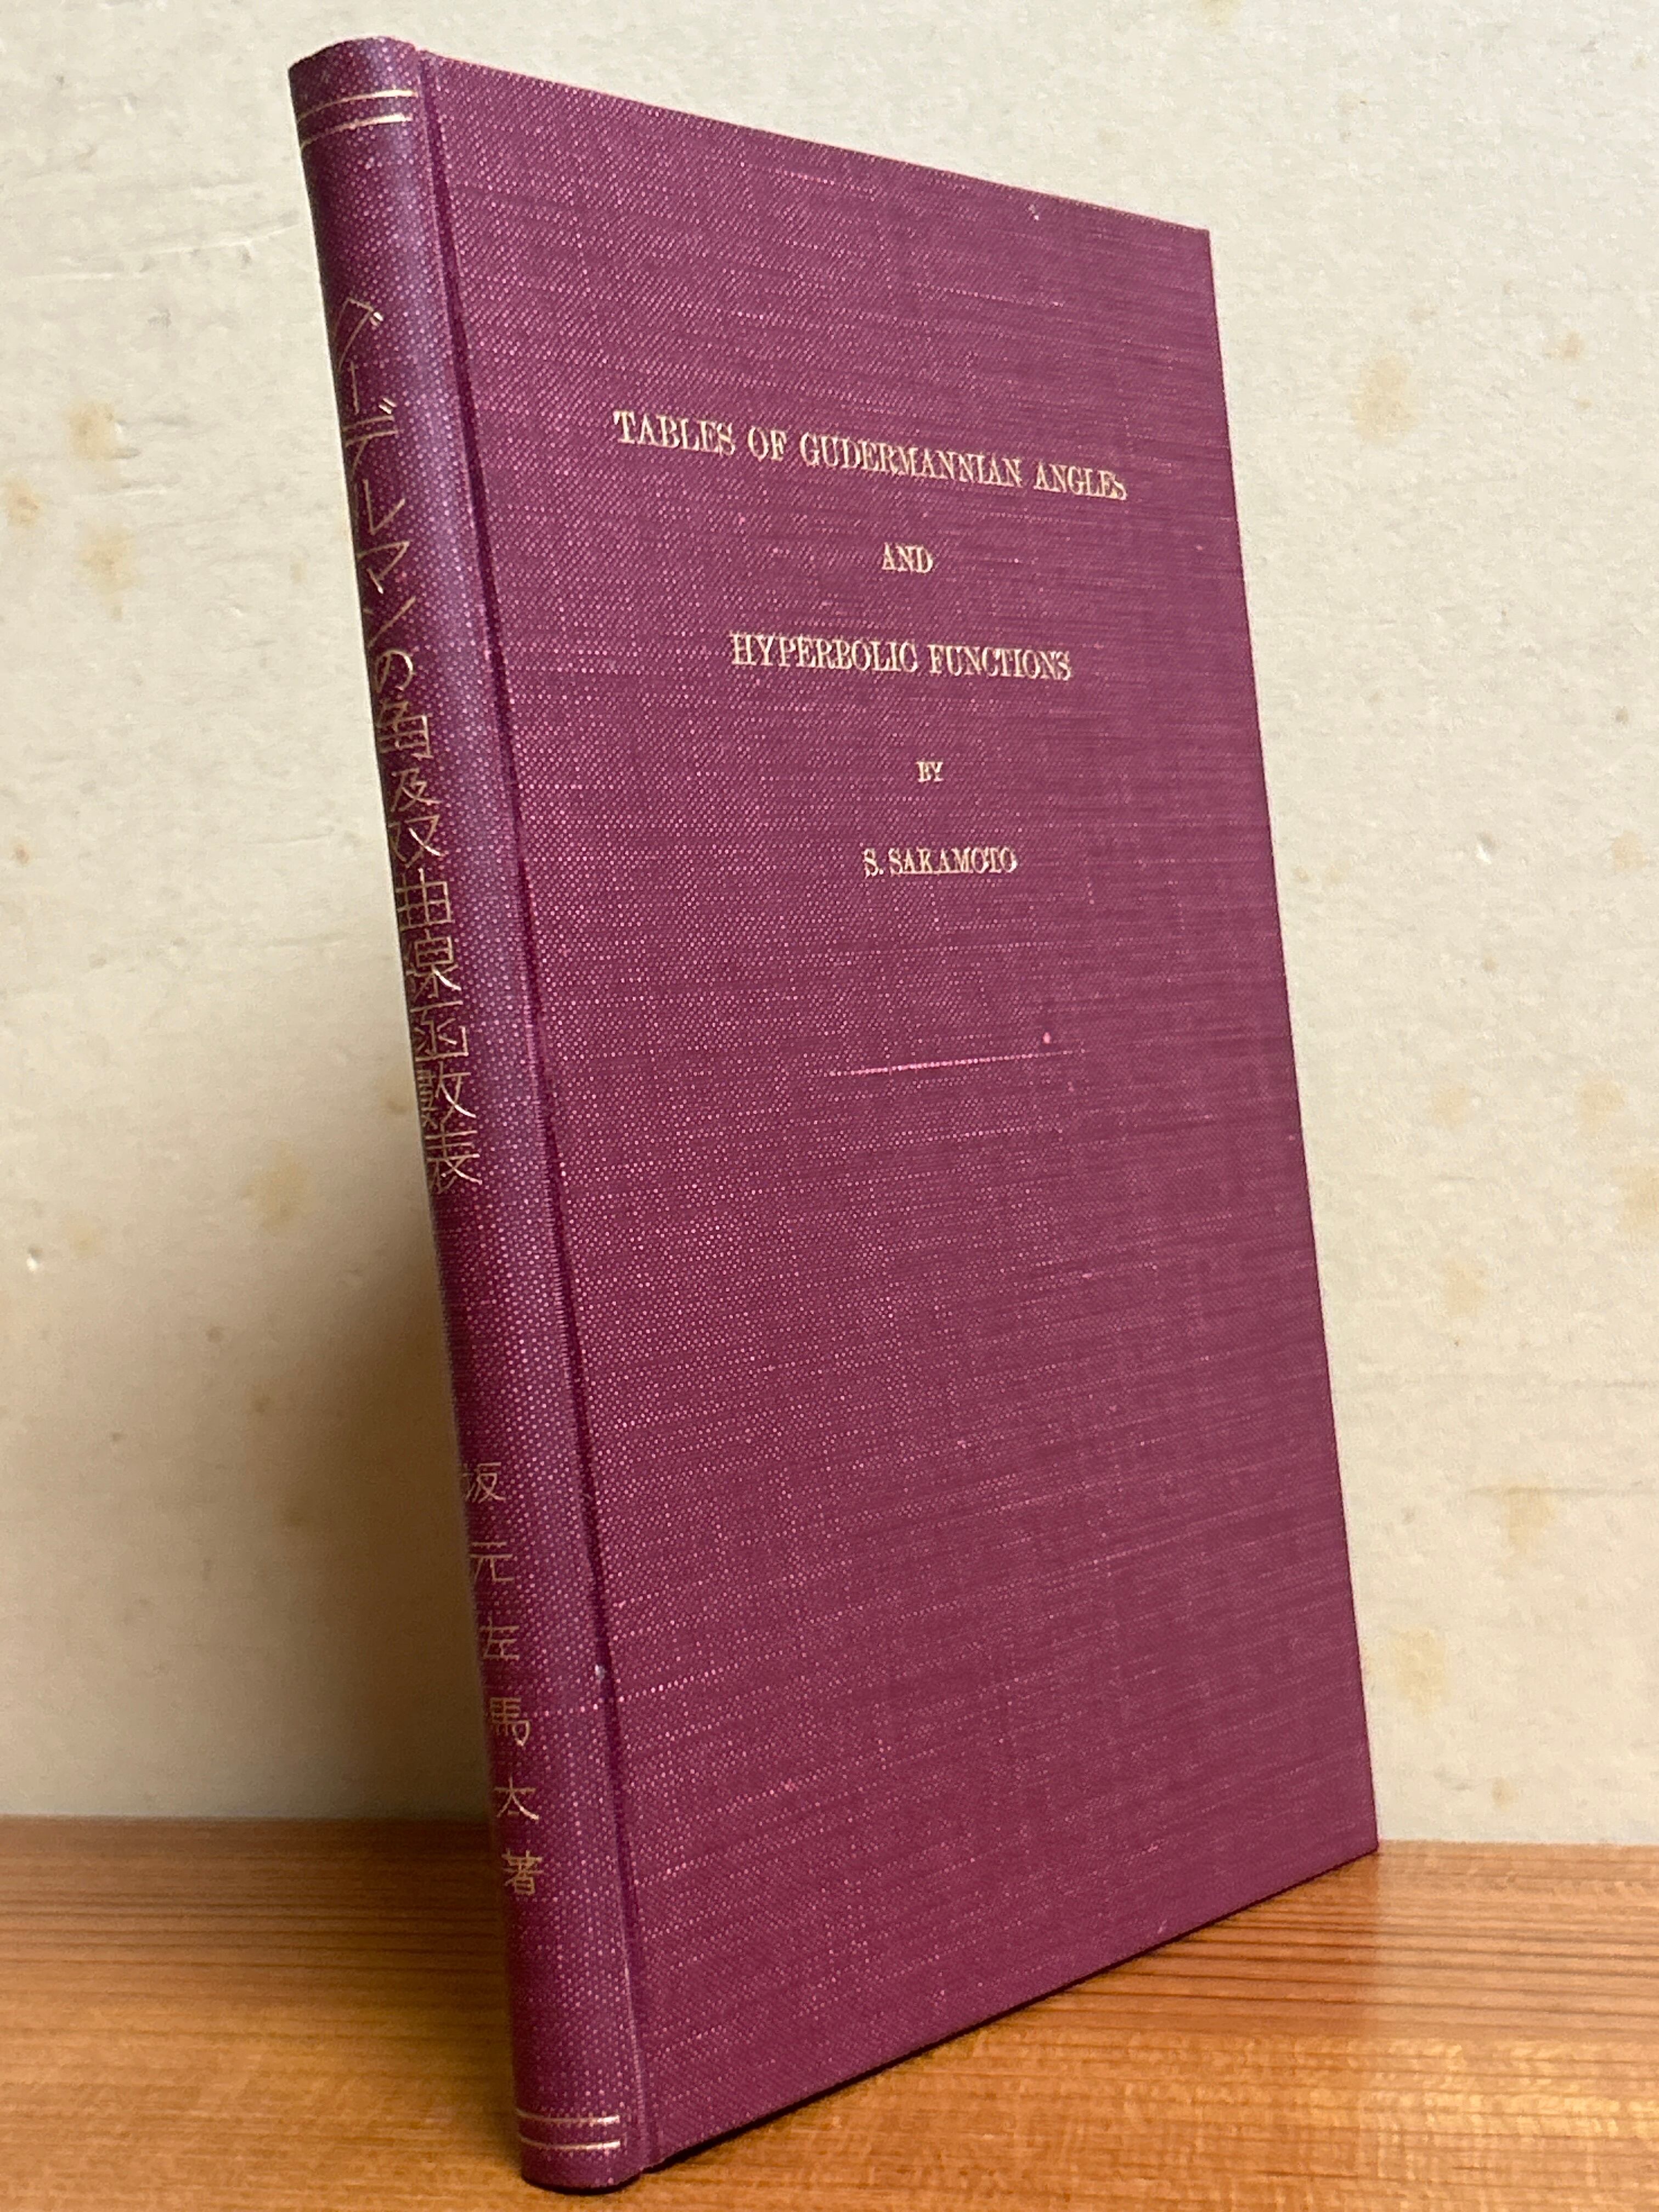 グーデルマンの角及双曲線函數表
坂元左馬太著
TABLES OF GUDERMANNIAN ANGLES
AND
HYPERBOLIC FUNCTIONS
BY
S. SAKAMOTO